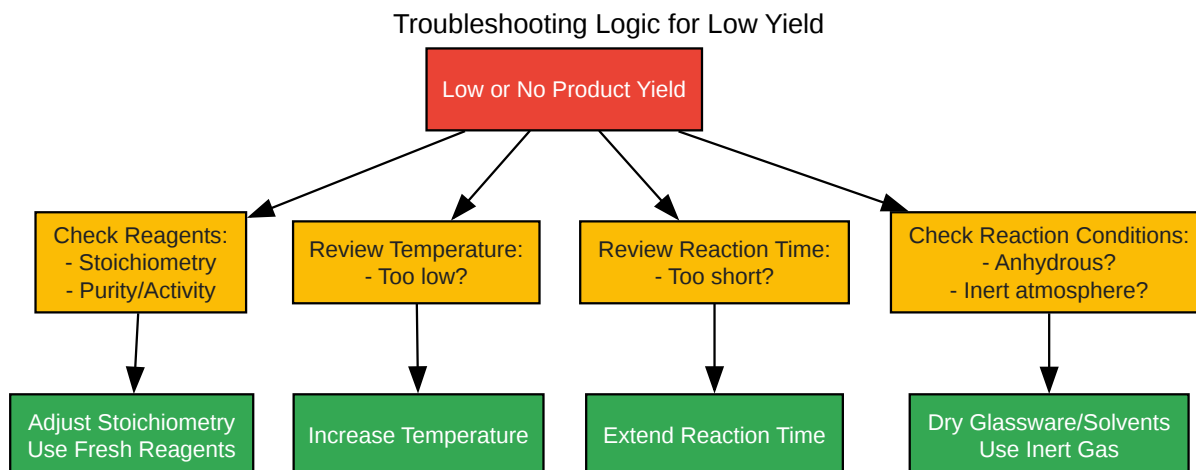 Troubleshooting Logic for Low Yield
Low or No Product Yield
Check Reagents:
- Stoichiometry
- Purity/Activity
Review Temperature:
- Too low?
Review Reaction Time:
- Too short?
Check Reaction Conditions:
- Anhydrous?
- Inert atmosphere?
Adjust Stoichiometry
Use Fresh Reagents
Increase Temperature
Extend Reaction Time
Dry Glassware/Solvents
Use Inert Gas